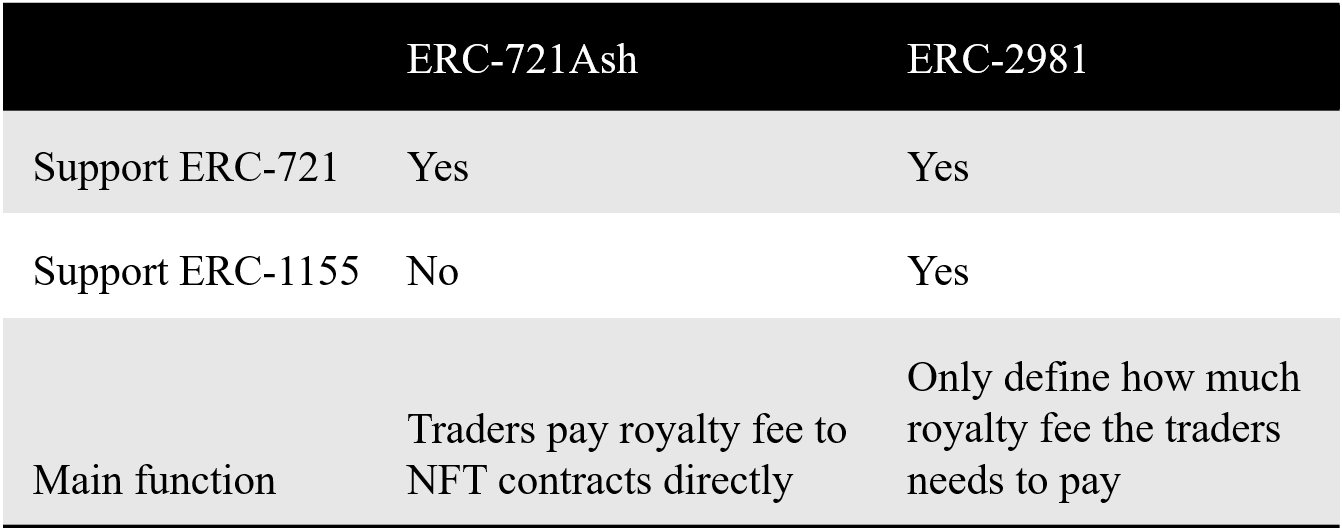 ERC-721Ash ERC-2981
Support ERC-721 Yes Yes
Support ERC-1155 No Yes
Main function
Traders pay royalty fee to
NFT contracts directly
Only define how much
royalty fee the traders
needs to pay